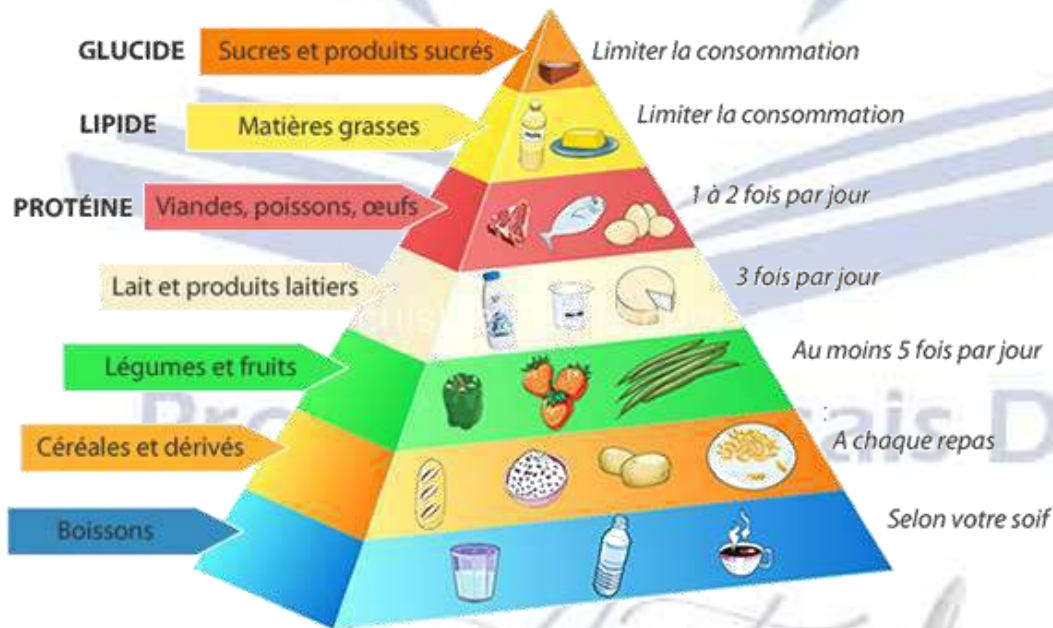 GLUCIDE Sucres et produits sucrés Limiter la consommation
LIPIDE Matières grasses Limiter la consommation
PROTÉINE Viandes, poissons, œufs 1 à 2 fois par jour
Lait et produits laitiers 3 fois par jour
Légumes et fruits Au moins 5 fois par jour
:
Céréales et dérivés A chaque repas
Boissons Selon votre soif